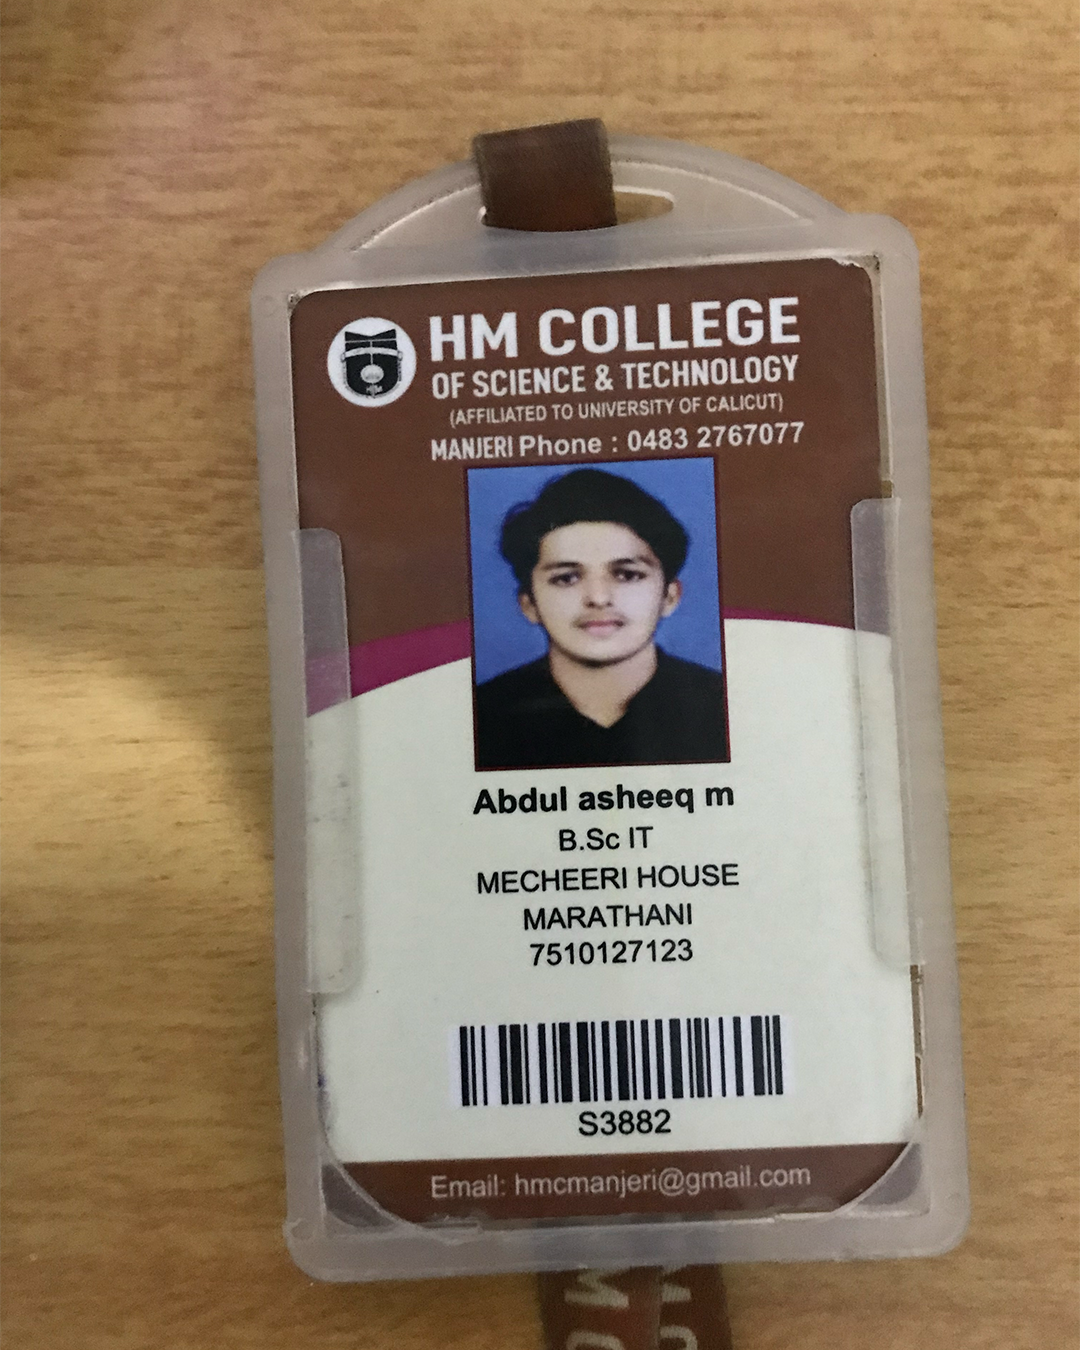 HM COLLEGE
OF SCIENCE & TECHNOLOGY
(AFFILIATED TO UNIVERSITY OF CALICUT)
MANJERI Phone : 0483 2767077
Abdul asheeq m
B.Sc IT
MECHEERI HOUSE
MARATHANI
7510127123
S3882
Email: hmcmanjeri@gmail.com